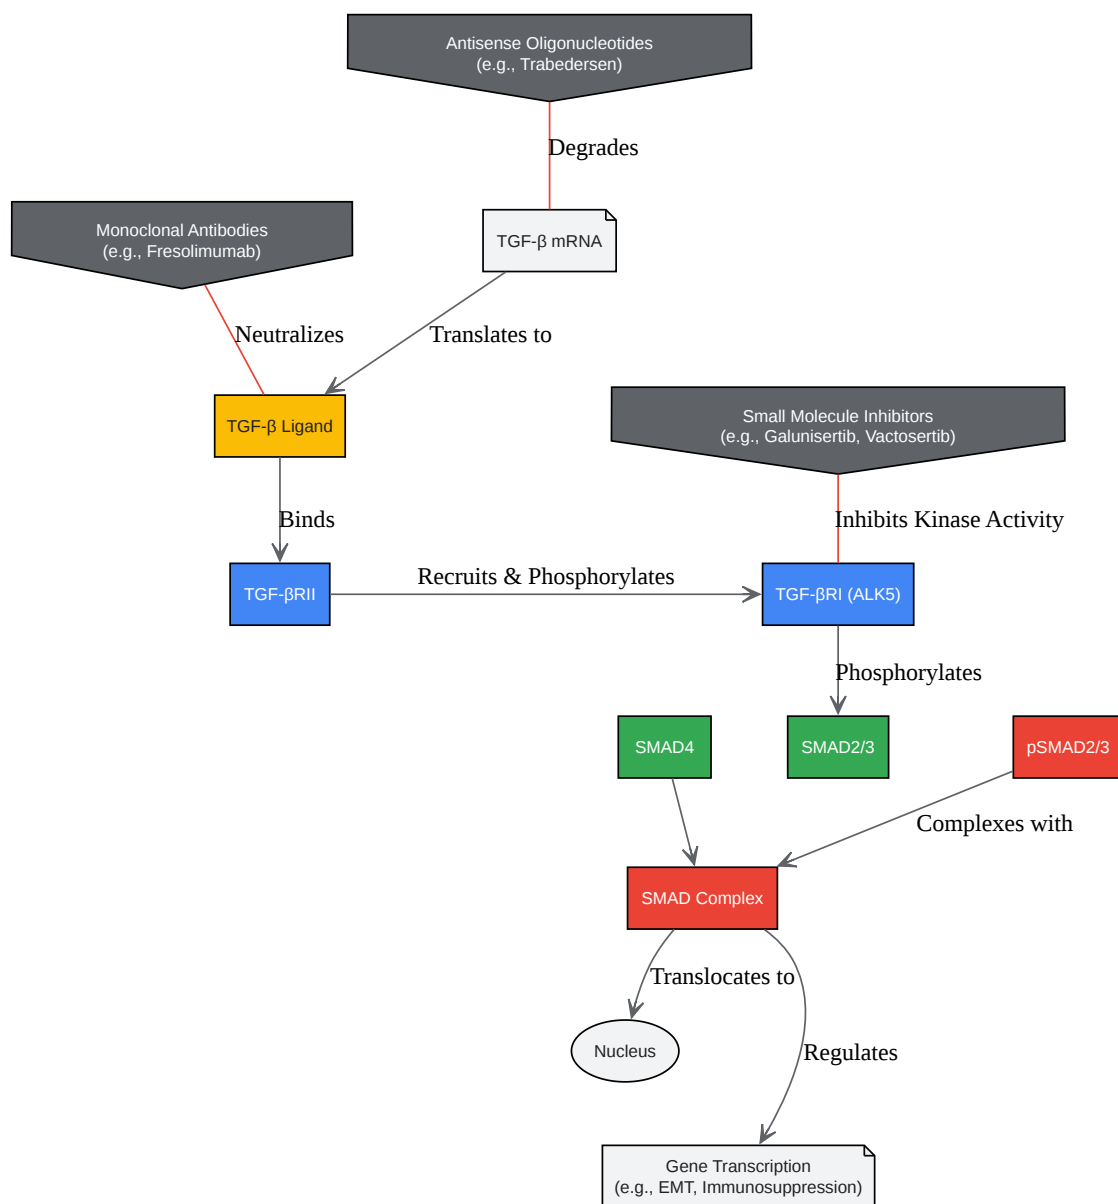 Antisense Oligonucleotides
(e.g., Trabedersen)
Degrades
Monoclonal Antibodies
(e.g., Fresolimumab)
TGF-β mRNA
Neutralizes
Translates to
TGF-β Ligand
Small Molecule Inhibitors
(e.g., Galunisertib, Vactosertib)
Binds
Inhibits Kinase Activity
TGF-βRII
Recruits & Phosphorylates
TGF-βRI (ALK5)
Phosphorylates
SMAD4
SMAD2/3
pSMAD2/3
Complexes with
SMAD Complex
Translocates to
Nucleus
Regulates
Gene Transcription
(e.g., EMT, Immunosuppression)